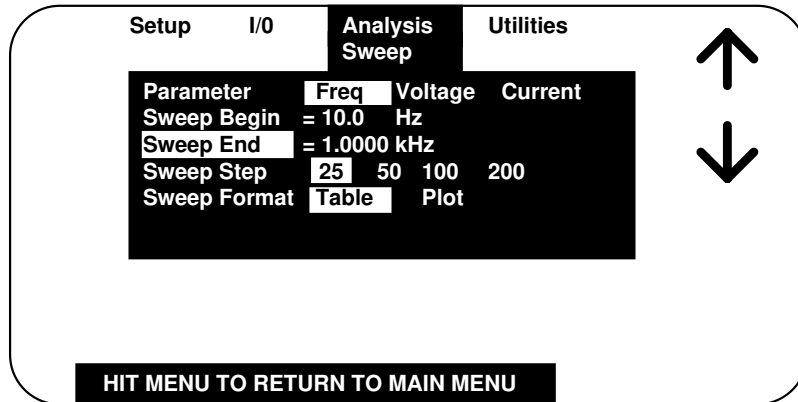 Setup I/0 Analysis Utilities
Sweep
Parameter Freq Voltage Current
Sweep Begin = 10.0 Hz
Sweep End = 1.0000 kHz
Sweep Step 25 50 100 200
Sweep Format Table Plot
HIT MENU TO RETURN TO MAIN MENU